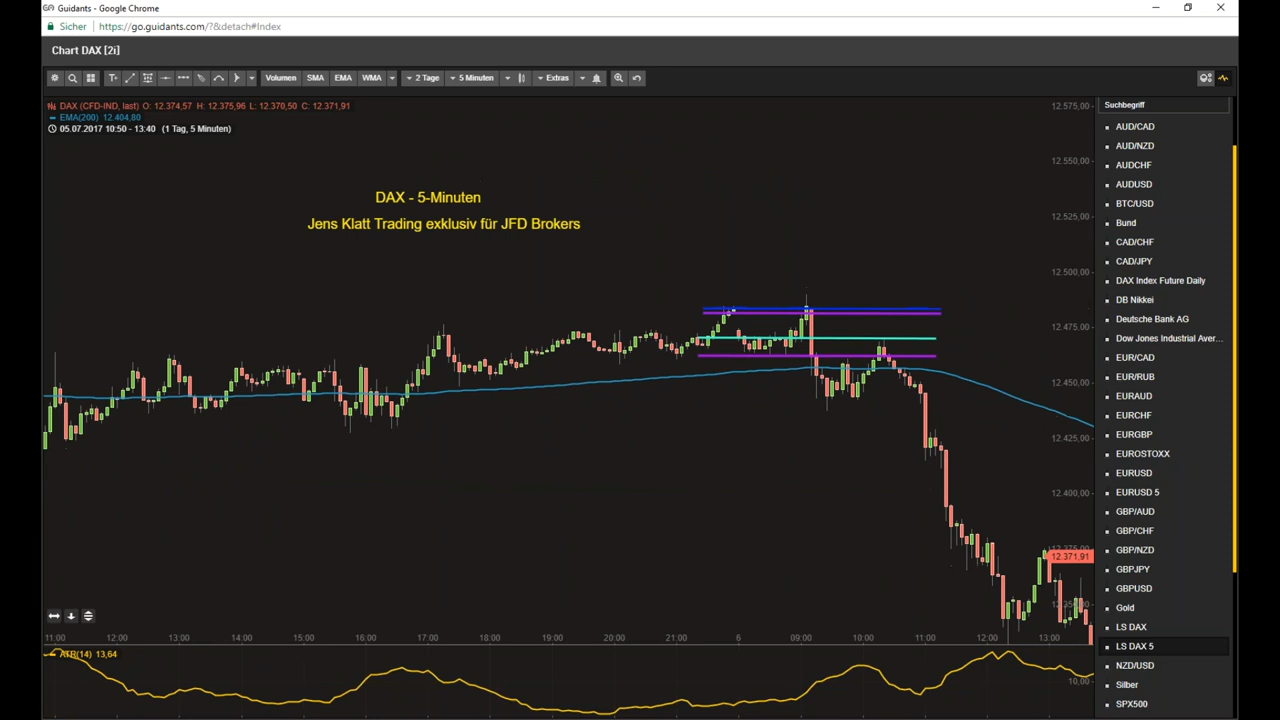 Guidants - Google Chrome
Sicher https://go.guidants.com/?&detach#Index
Chart DAX [2i]
Volumen SMA EMA WMA 2 Tage 5 Minuten Extras
DAX (CFD-IND, last) O: 12.374,57 H: 12.375,96 L: 12.370,50 C: 12.371,91
EMA(200) 12.404,80
05.07.2017 10:50 - 13:40 (1 Tag, 5 Minuten)
DAX - 5-Minuten
Jens Klatt Trading exklusiv für JFD Brokers
12.575,00
12.550,00
12.525,00
12.500,00
12.475,00
12.450,00
12.425,00
12.400,00
12.371,91
11:00 12:00 13:00 14:00 15:00 16:00 17:00 18:00 19:00 20:00 21:00 6 09:00 10:00 11:00 12:00 13:00
ATR(14) 13,64
10,00
Suchbegriff
AUD/CAD
AUD/NZD
AUDCHF
AUDUSD
BTC/USD
Bund
CAD/CHF
CAD/JPY
DAX Index Future Daily
DB Nikkei
Deutsche Bank AG
Dow Jones Industrial Aver...
EUR/CAD
EUR/RUB
EURAUD
EURCHF
EURGBP
EUROSTOXX
EURUSD
EURUSD 5
GBP/AUD
GBP/CHF
GBP/NZD
GBPJPY
GBPUSD
Gold
LS DAX
LS DAX 5
NZD/USD
Silber
SPX500